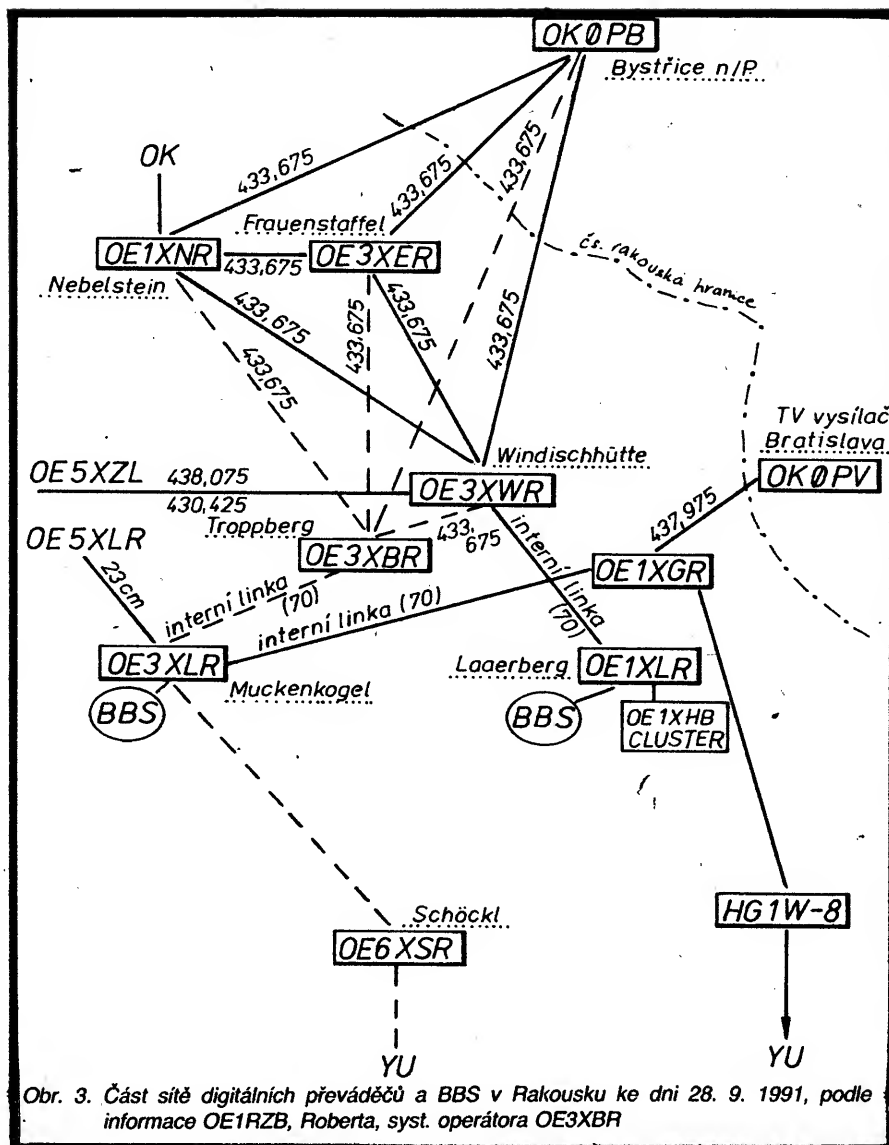 OKØPB
Bystřice n/P.
OK
433,675
433,675
433,675
433,675
Frauenstaffel
OE1XNR
433,675
OE3XER
Nebelstein
čs. rakouská hranice
433,675
433,675
433,675
433,675
TV vysílač
Bratislava
OKØPV
Windischhütte
OE5XZL
438,075
430,425
OE3XWR
437,975
Troppberg
OE3XBR
433,
675
OE5XLR
23cm
interní linka
(70)
interní linka (70)
interní linka
(70)
OE1XGR
OE3XLR
Muckenkogel
BBS
Laaerberg
OE1XLR
BBS
OE1XHB
CLUSTER
Schöckl
OE6XSR
YU
HG1W-8
YU
Obr. 3. Část sítě digitálních převáděčů a BBS v Rakousku ke dni 28. 9. 1991, podle
informace OE1RZB, Roberta, syst. operátora OE3XBR